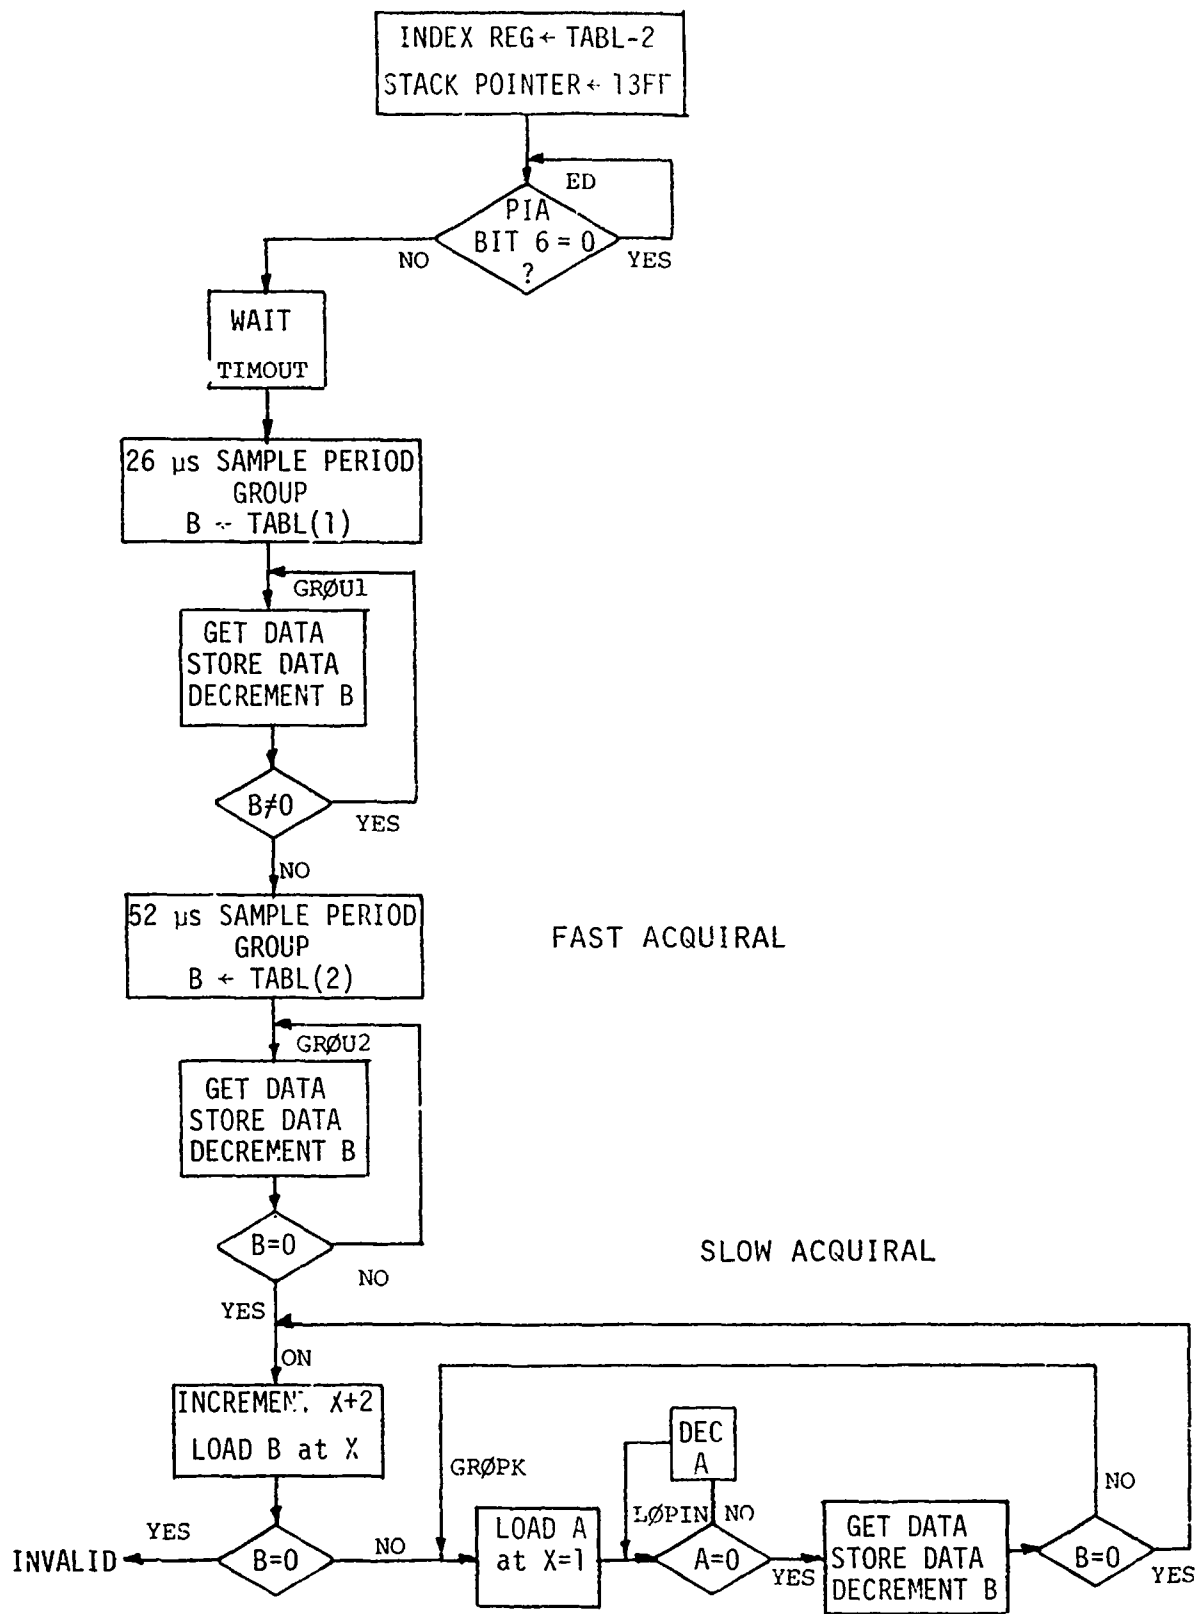 INDEX REG ← TABL-2
STACK POINTER ← 13FF
ED
PIA
BIT 6 = 0
?
NO
YES
WAIT
TIMOUT
26 µs SAMPLE PERIOD
GROUP
B ← TABL(1)
GRØU1
GET DATA
STORE DATA
DECREMENT B
B≠0
YES
NO
52 µs SAMPLE PERIOD
GROUP
B ← TABL(2)
FAST ACQUIRAL
GRØU2
GET DATA
STORE DATA
DECREMENT B
B=0
NO
YES
SLOW ACQUIRAL
ON
INCREMENT X+2
LOAD B at X
GRØPK
DEC
A
NO
LØPIN
NO
INVALID
YES
B=0
NO
LOAD A
at X=1
A=0
YES
GET DATA
STORE DATA
DECREMENT B
B=0
YES